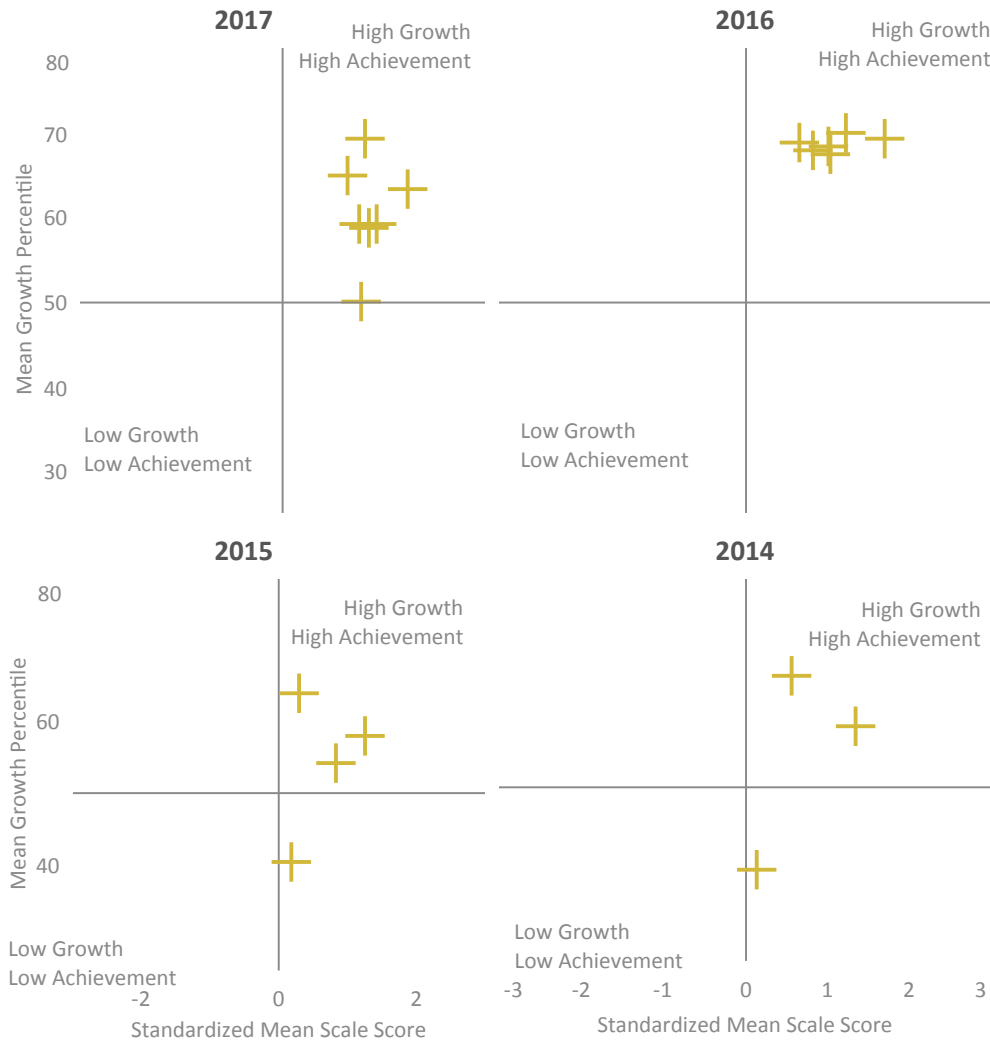 2017
High Growth
High Achievement
80
70
60
50
40
30
Mean Growth Percentile
Low Growth
Low Achievement
2016
High Growth
High Achievement
Low Growth
Low Achievement
2015
High Growth
High Achievement
80
60
40
Mean Growth Percentile
Low Growth
Low Achievement
-2 0 2
Standardized Mean Scale Score
2014
High Growth
High Achievement
Low Growth
Low Achievement
-3 -2 -1 0 1 2 3
Standardized Mean Scale Score